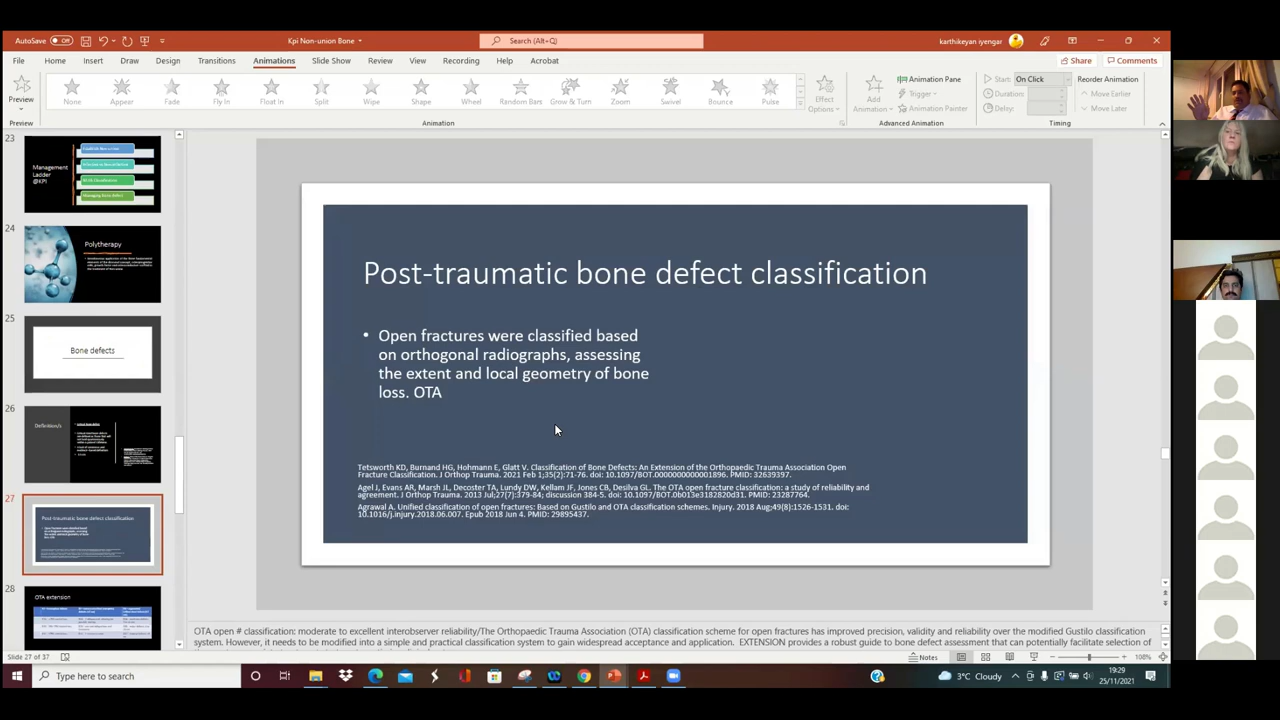 AutoSave Off
Kpi Non-union Bone
Search (Alt+Q)
karthikeyan iyengar
File Home Insert Draw Design Transitions Animations Slide Show Review View Recording Help Acrobat
Share Comments
Preview
None Appear Fade Fly In Float In Split Wipe Shape Wheel Random Bars Grow & Turn Zoom Swivel Bounce Pulse
Effect Options
Add Animation
Animation Pane
Trigger
Animation Painter
Start: On Click
Duration:
Delay:
Reorder Animation
Move Earlier
Move Later
Preview Animation Advanced Animation Timing
23
Management
Ladder
@KPI
24
Polytherapy
25
Bone defects
26
Definition/s
27
Post-traumatic bone defect classification
28
OTA extension
Post-traumatic bone defect classification
• Open fractures were classified based
on orthogonal radiographs, assessing
the extent and local geometry of bone
loss. OTA
Tetsworth KD, Burnand HG, Hohmann E, Glatt V. Classification of Bone Defects: An Extension of the Orthopaedic Trauma Association Open
Fracture Classification. J Orthop Trauma. 2021 Feb 1;35(2):71-76. doi: 10.1097/BOT.0000000000001896. PMID: 32639397.
Agel J, Evans AR, Marsh JL, Decoster TA, Lundy DW, Kellam JF, Jones CB, Desilva GL. The OTA open fracture classification: a study of reliability and
agreement. J Orthop Trauma. 2013 Jul;27(7):379-84; discussion 384-5. doi: 10.1097/BOT.0b013e3182820d31. PMID: 23287764.
Agrawal A. Unified classification of open fractures: Based on Gustilo and OTA classification schemes. Injury. 2018 Aug;49(8):1526-1531. doi:
10.1016/j.injury.2018.06.007. Epub 2018 Jun 4. PMID: 29895437.
OTA open # classification: moderate to excellent interobserver reliability/The Orthopaedic Trauma Association (OTA) classification scheme for open fractures has improved precision, validity and reliability over the modified Gustilo classification
system. However, it needs to be modified into a simple and practical classification system to gain widespread acceptance and application. EXTENSION provides a robust guide to bone defect assessment that can potentially facilitate selection of
Slide 27 of 37
Notes
108%
Type here to search
3°C Cloudy
19:29
25/11/2021